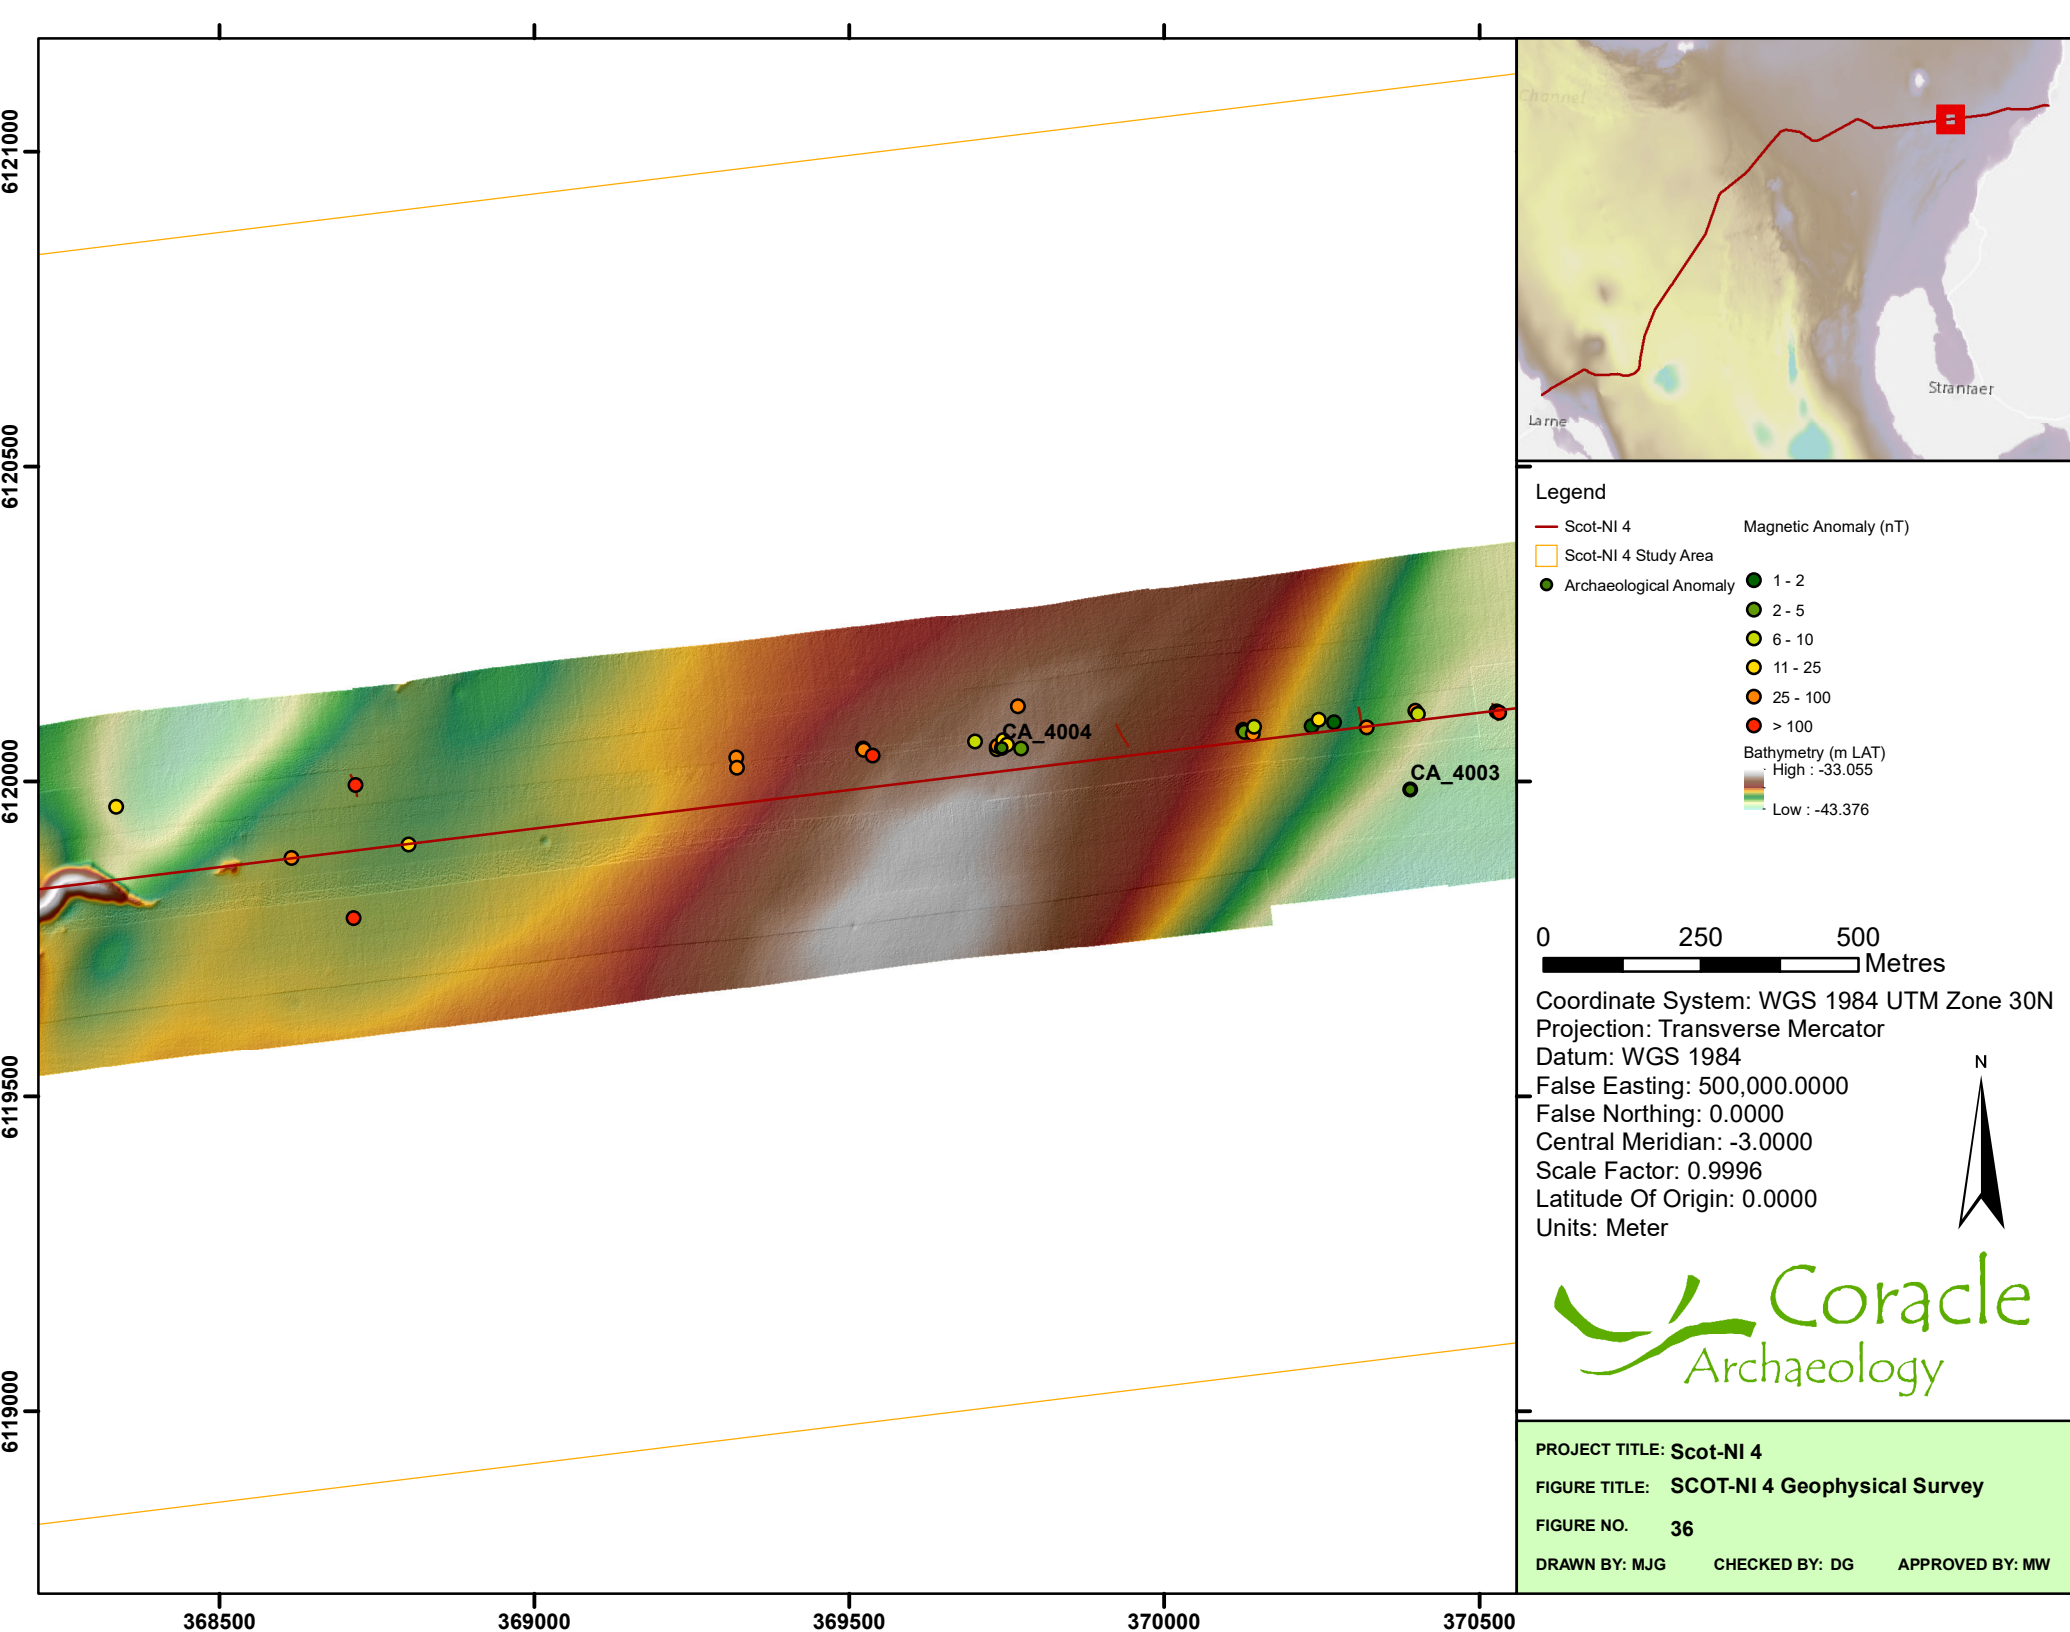 6121000
6120500
6120000
6119500
6119000
368500
369000
369500
370000
370500
CA_4004
CA_4003
Channel
Stranraer
Larne
Legend
Scot-NI 4
Scot-NI 4 Study Area
Archaeological Anomaly
Magnetic Anomaly (nT)
1 - 2
2 - 5
6 - 10
11 - 25
25 - 100
> 100
Bathymetry (m LAT)
High : -33.055
Low : -43.376
0 250 500
Metres
Coordinate System: WGS 1984 UTM Zone 30N
Projection: Transverse Mercator
Datum: WGS 1984
False Easting: 500,000.0000
False Northing: 0.0000
Central Meridian: -3.0000
Scale Factor: 0.9996
Latitude Of Origin: 0.0000
Units: Meter
N
Coracle
Archaeology
PROJECT TITLE: Scot-NI 4
FIGURE TITLE: SCOT-NI 4 Geophysical Survey
FIGURE NO. 36
DRAWN BY: MJG CHECKED BY: DG APPROVED BY: MW